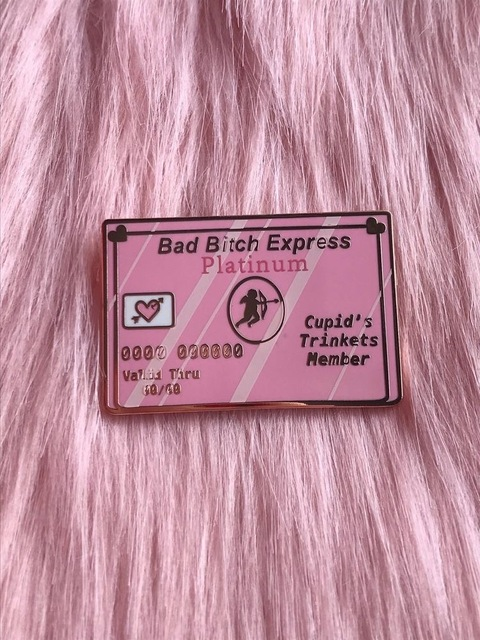 Bad Bitch Express
Platinum
Cupid's
Trinkets
Member
0000 000000
Valid Thru
00/00